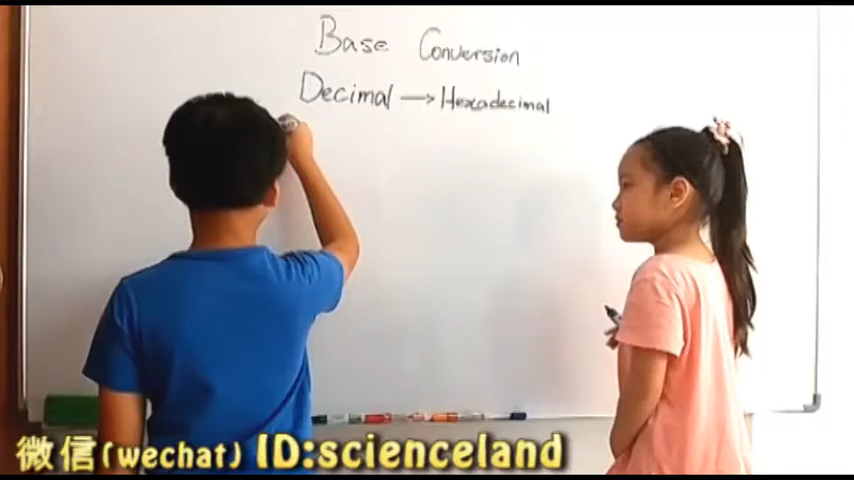 Base Conversion
Decimal → Hexadecimal
微信(wechat) ID:scienceland